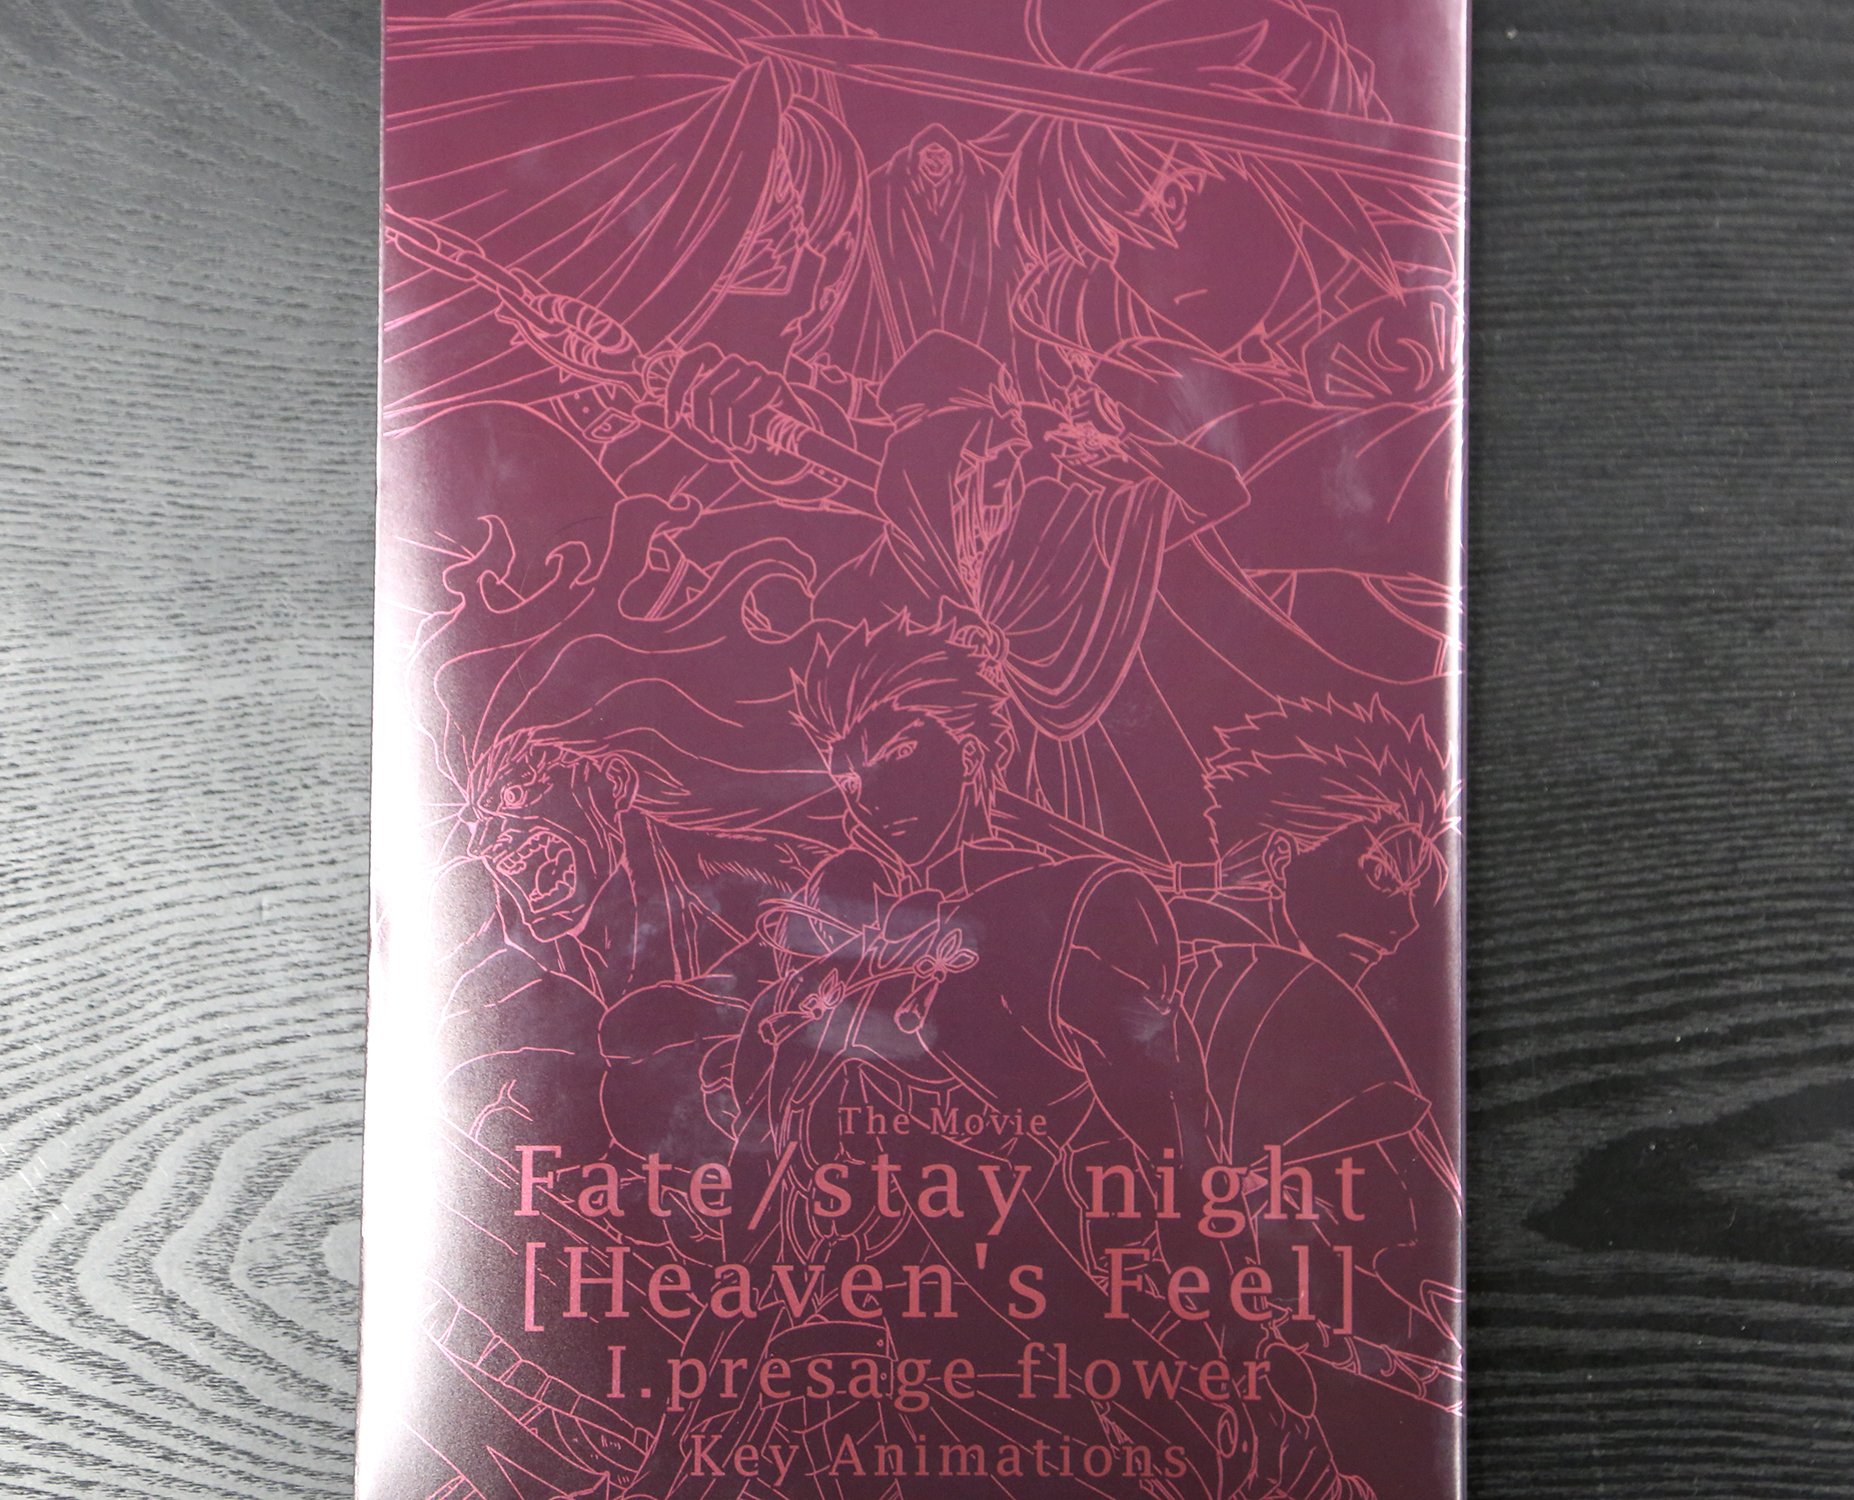 The Movie
Fate/stay night
[Heaven's Feel]
I.presage flower
Key Animations